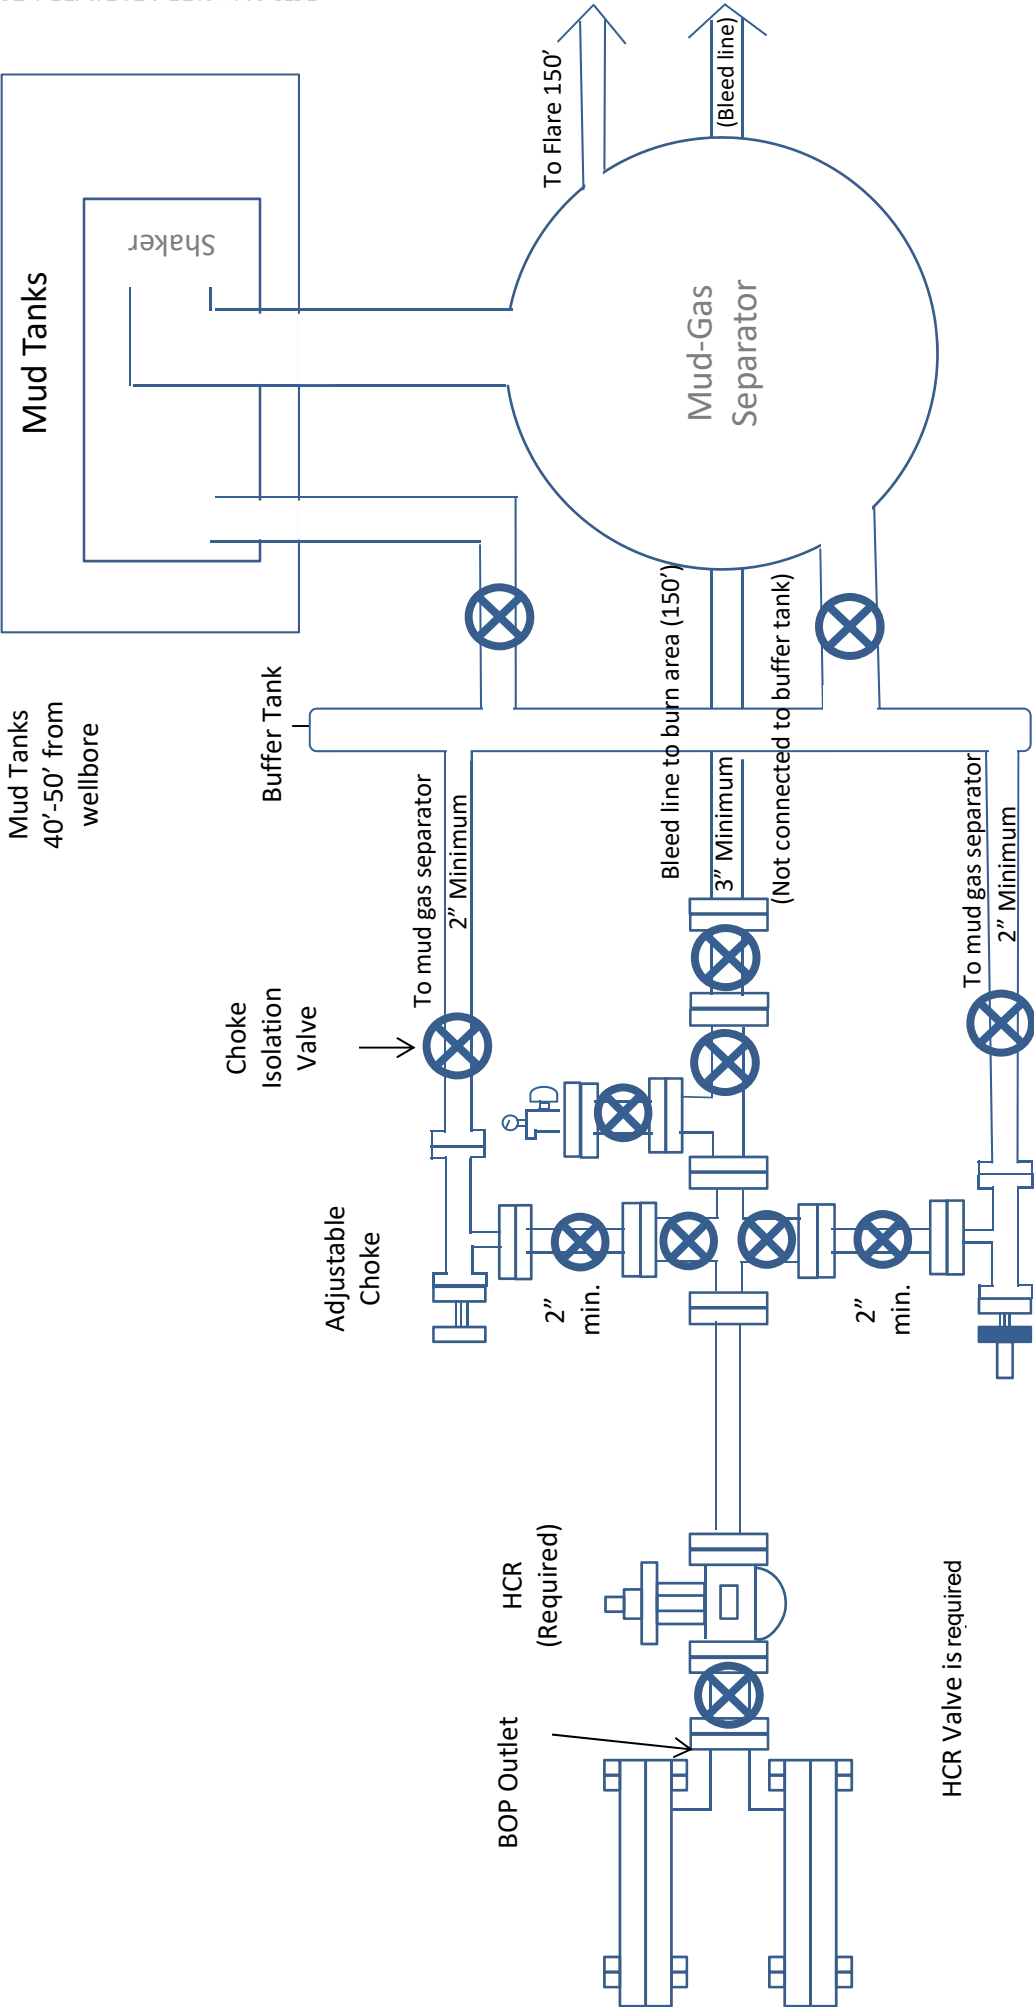 Mud Tanks
Shaker
Mud Tanks
40’-50’ from
wellbore
To Flare 150’
(Bleed line)
Mud-Gas
Separator
Buffer Tank
To mud gas separator
2” Minimum
Bleed line to burn area (150’)
3” Minimum
(Not connected to buffer tank)
To mud gas separator
2” Minimum
Choke
Isolation
Valve
Adjustable
Choke
2”
min.
2”
min.
HCR
(Required)
BOP Outlet
HCR Valve is required